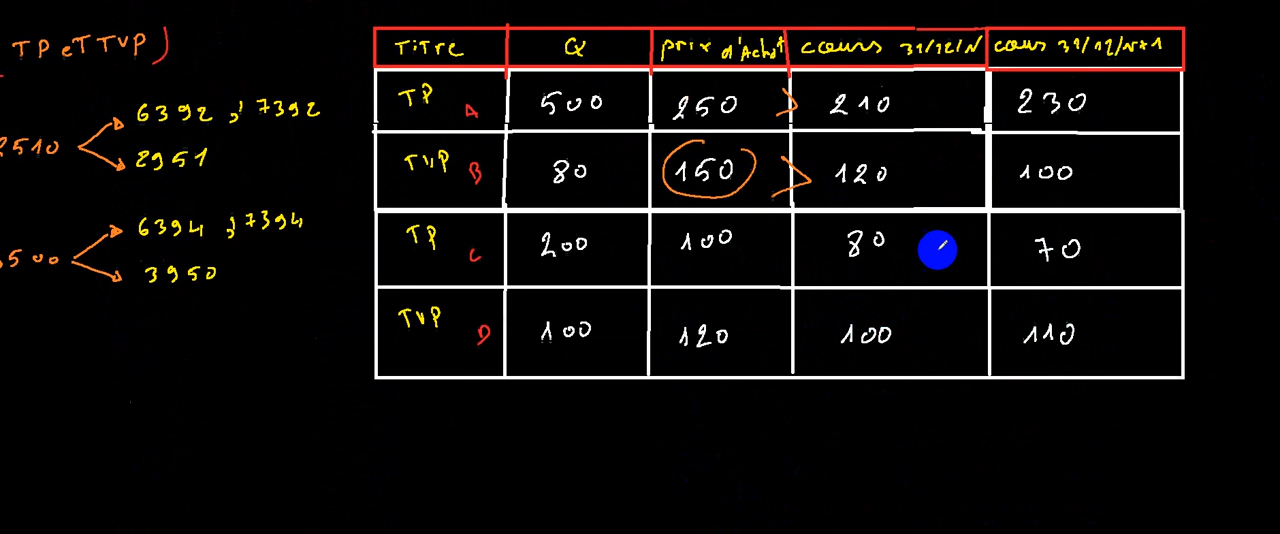 TP eT TVP)
6392 , 7392
2510
2951
6394 , 7394
500
3950
TITRE Q prix d'Achat cours 31/12/N cours 31/12/N+1
TP A 500 250 > 210 230
TVP B 80 150 > 120 100
TP C 200 100 80 70
TVP D 100 120 100 110